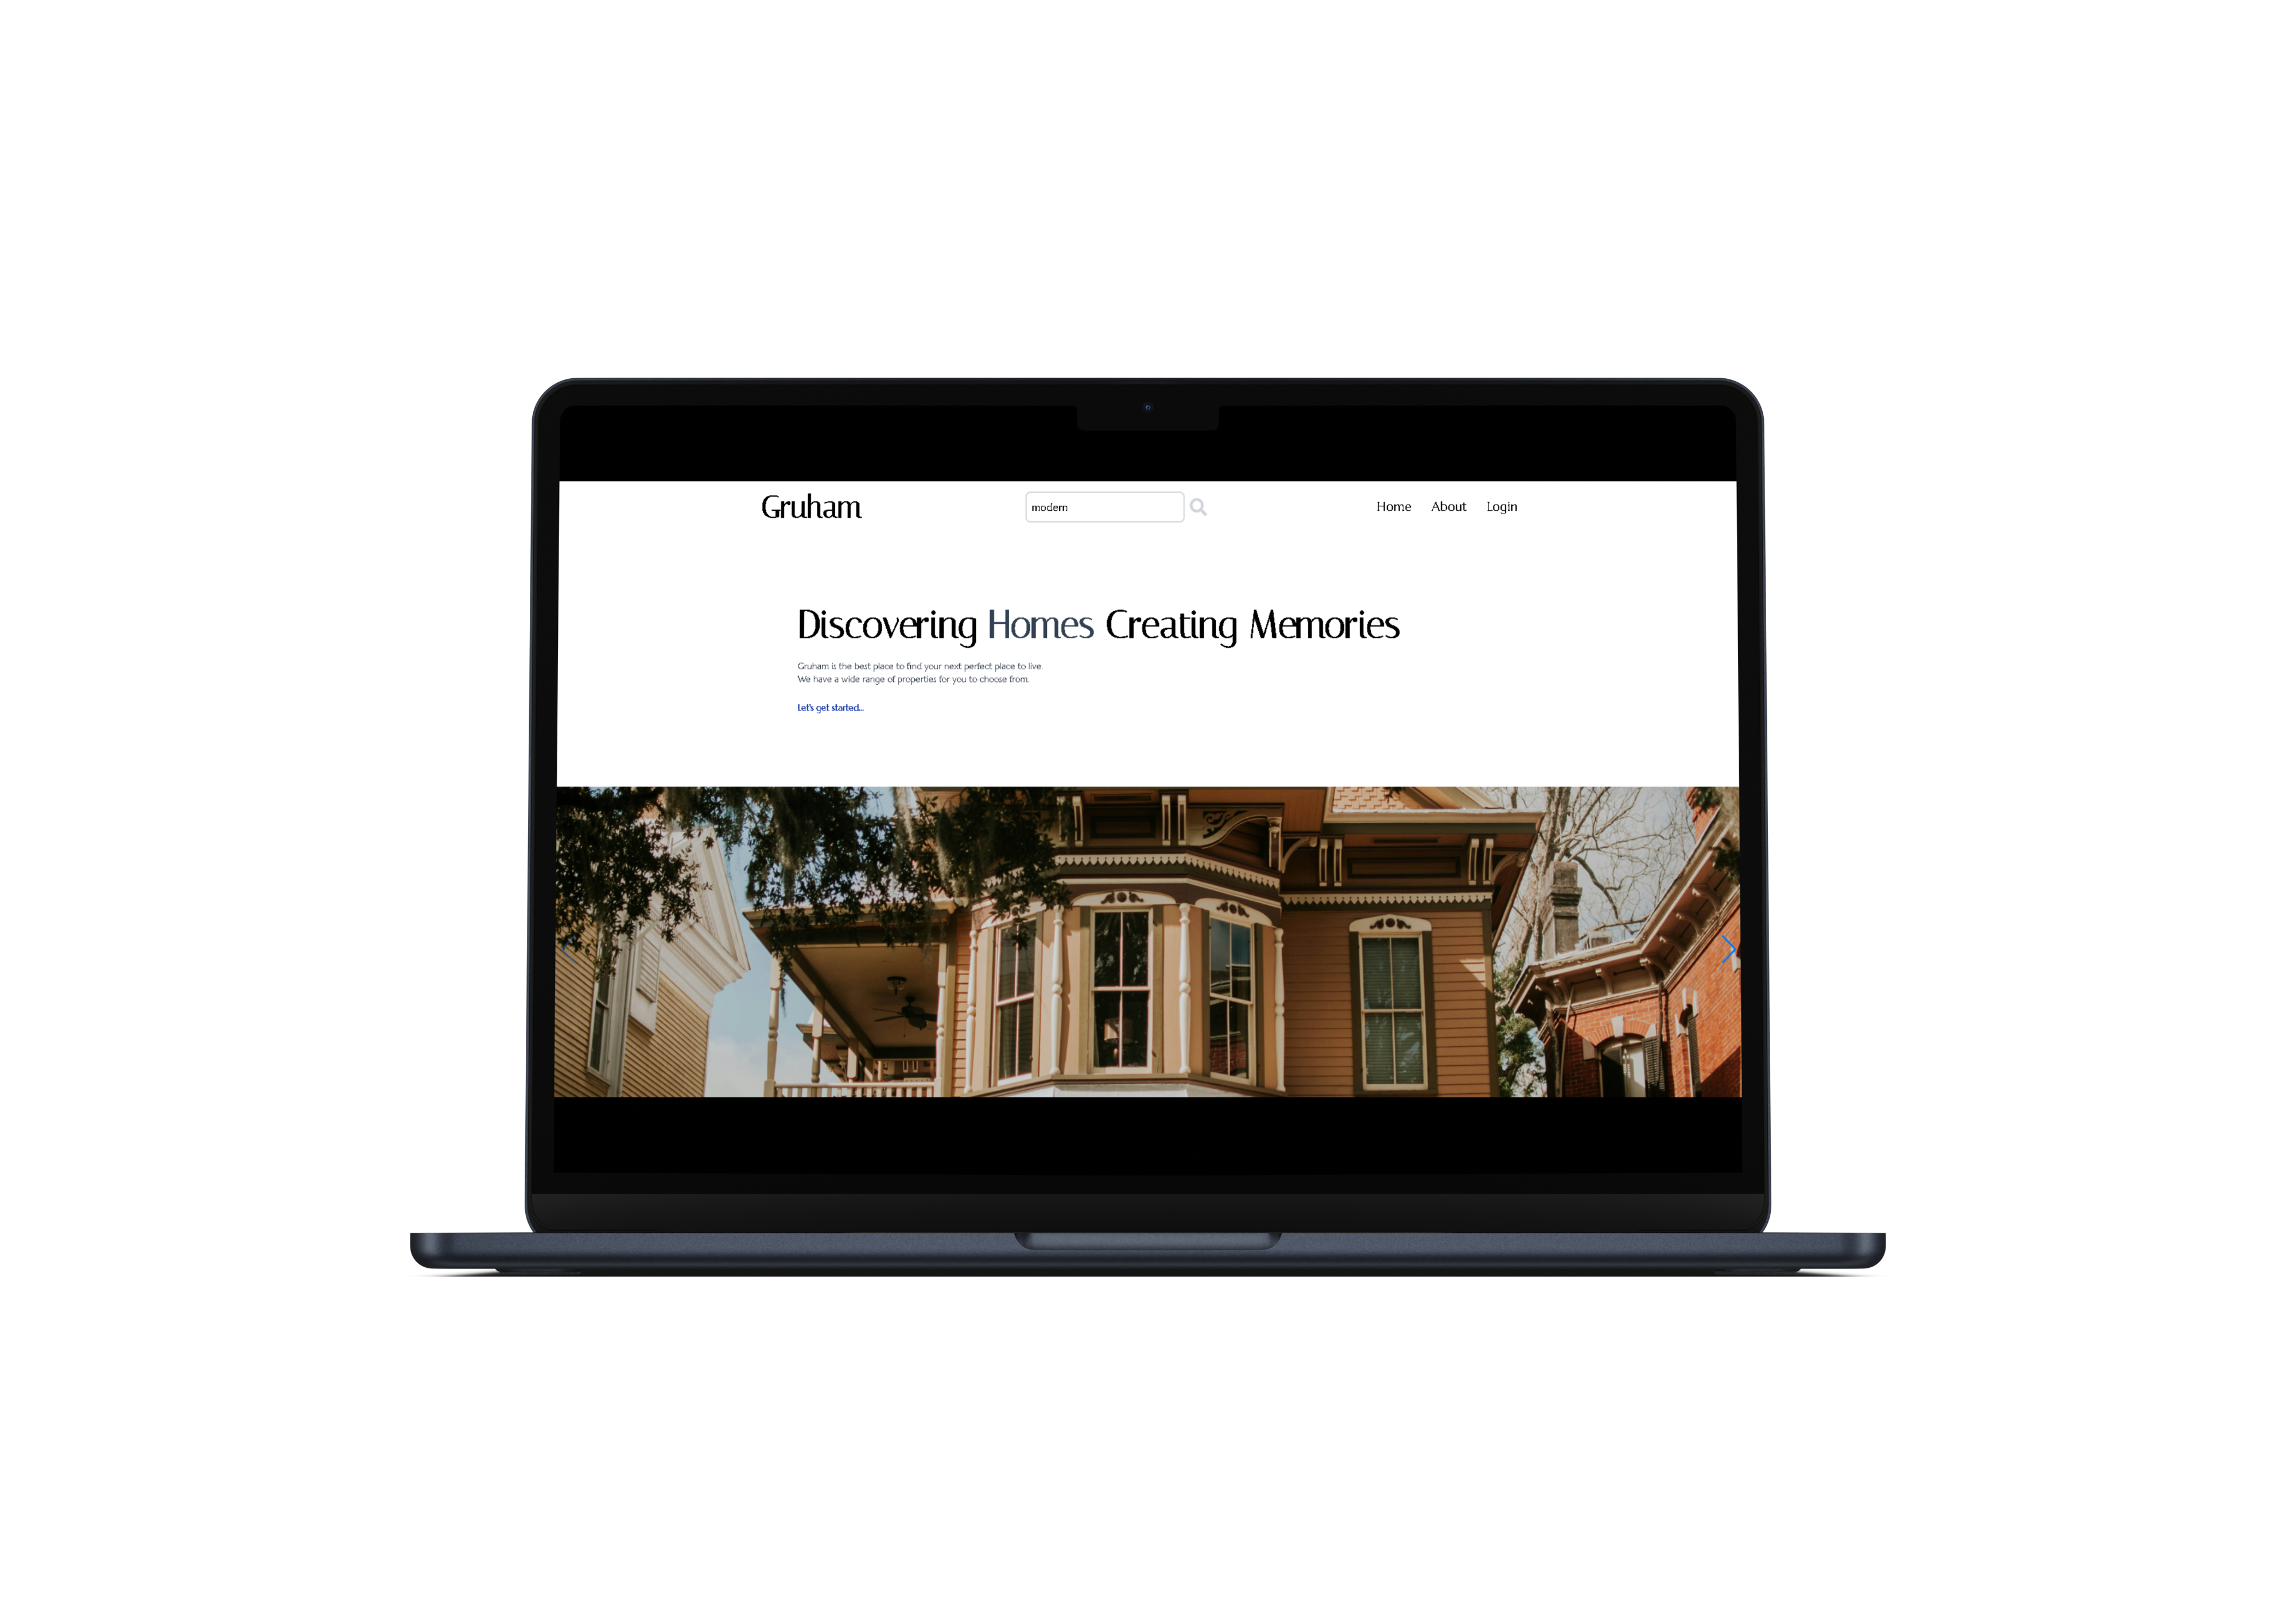 Gruham
modern
Home About Login
Discovering Homes Creating Memories
Gruham is the best place to find your next perfect place to live.
We have a wide range of properties for you to choose from.
Let's get started...